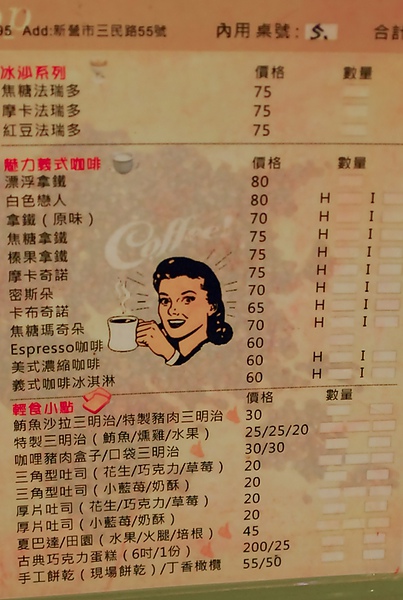 95 Add:新營市三民路55號 內用 桌號: 5. 合計
冰沙系列 價格 數量
焦糖法瑞多 75
摩卡法瑞多 75
紅豆法瑞多 75
魅力義式咖啡 價格 數量
漂浮拿鐵 80
白色戀人 80 H I
拿鐵(原味) 70 H I
焦糖拿鐵 75 H I
榛果拿鐵 75 H I
摩卡奇諾 75 H I
密斯朵 70 H I
卡布奇諾 65 H I
焦糖瑪奇朵 70 H I
Espresso咖啡 60
美式濃縮咖啡 60 H I
義式咖啡冰淇淋 60 H I
Coffee!
輕食小點 價格 數量
鮪魚沙拉三明治/特製豬肉三明治 30
特製三明治(鮪魚/燻雞/水果) 25/25/20
咖哩豬肉盒子/口袋三明治 30/30
三角型吐司(花生/巧克力/草莓) 20
三角型吐司(小藍莓/奶酥) 20
厚片吐司(花生/巧克力/草莓) 20
厚片吐司(小藍莓/奶酥) 20
夏巴達/田園(水果/火腿/培根) 45
古典巧克力蛋糕(6吋/1份) 200/25
手工餅乾(現場餅乾)/丁香橄欖 55/50